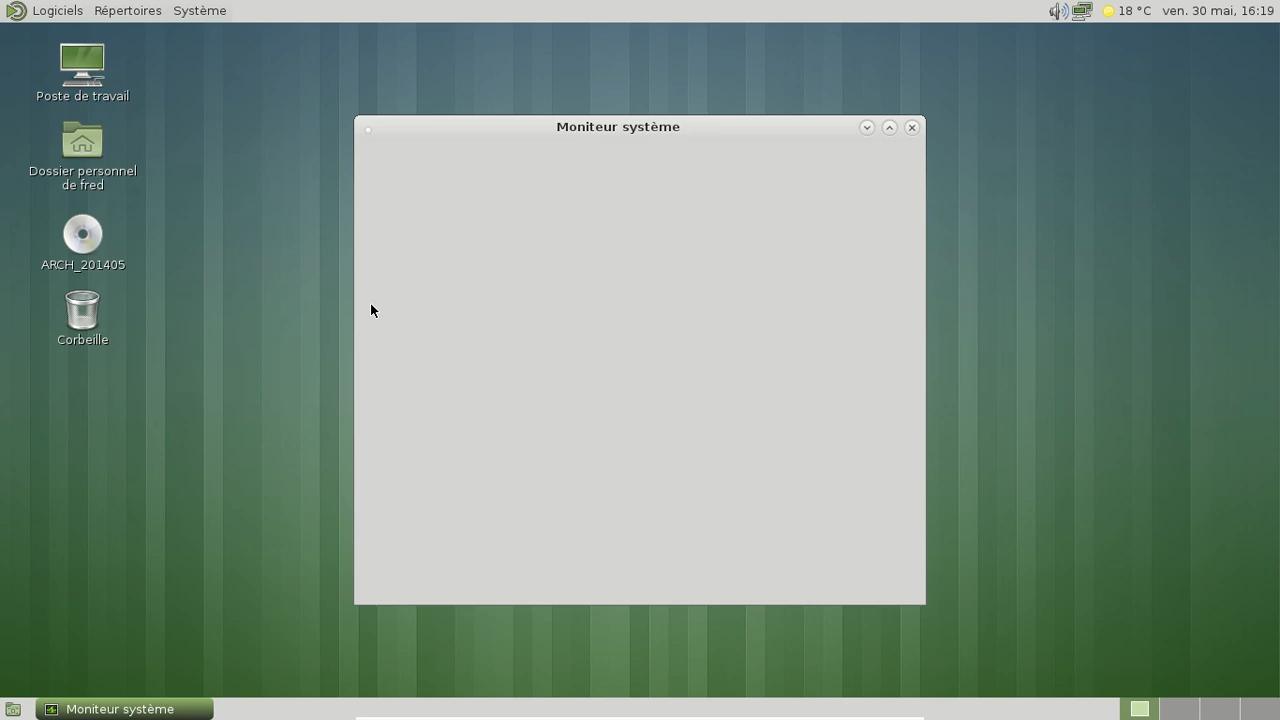 Logiciels Répertoires Système
18 °C ven. 30 mai, 16:19
Poste de travail
Dossier personnel
de fred
ARCH_201405
Corbeille
Moniteur système
Moniteur système